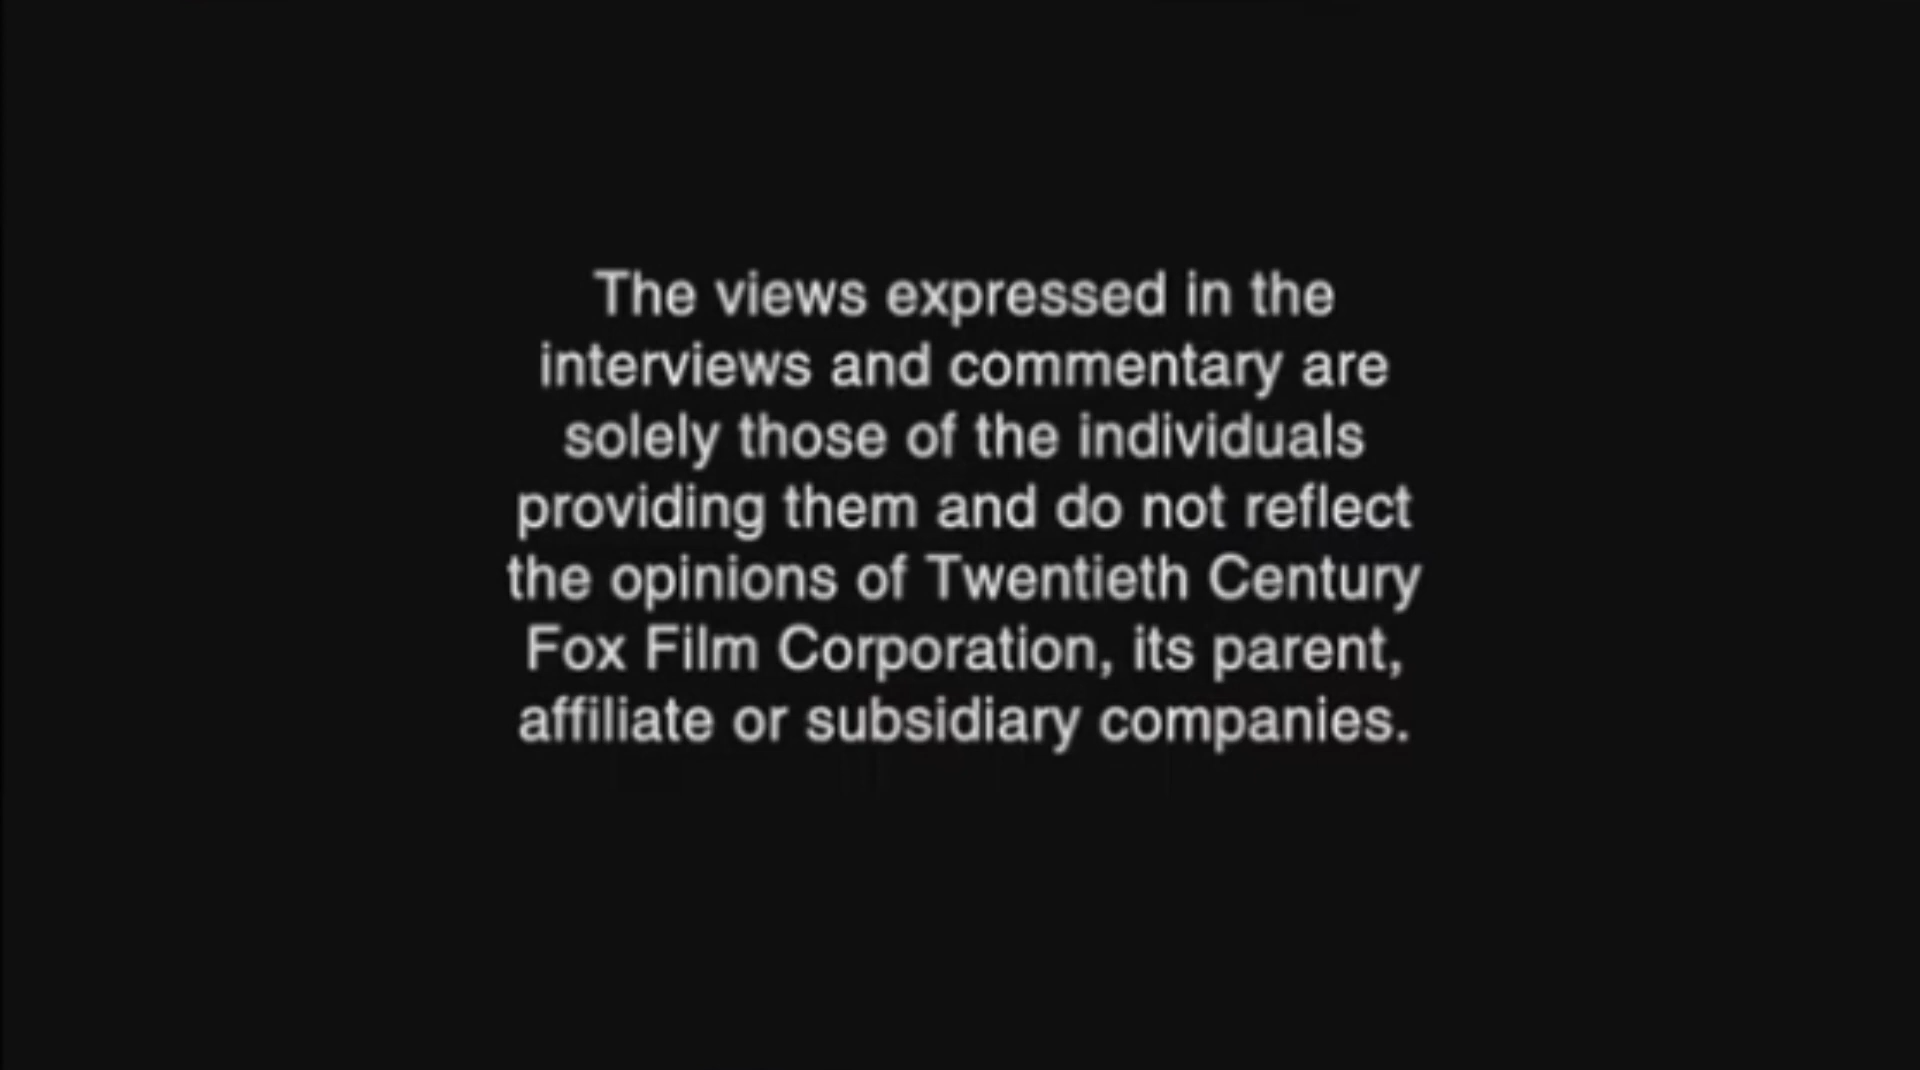 The views expressed in the
interviews and commentary are
solely those of the individuals
providing them and do not reflect
the opinions of Twentieth Century
Fox Film Corporation, its parent,
affiliate or subsidiary companies.